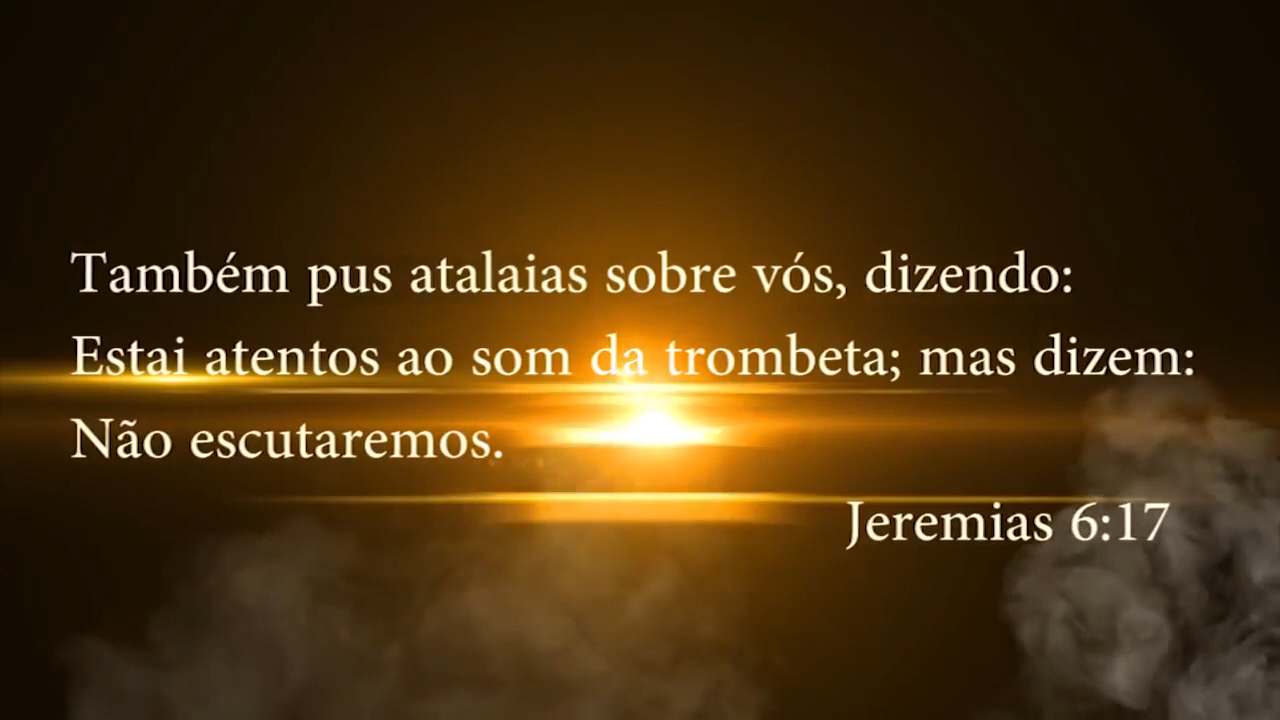 Também pus atalaias sobre vós, dizendo:
Estai atentos ao som da trombeta; mas dizem:
Não escutaremos.
Jeremias 6:17